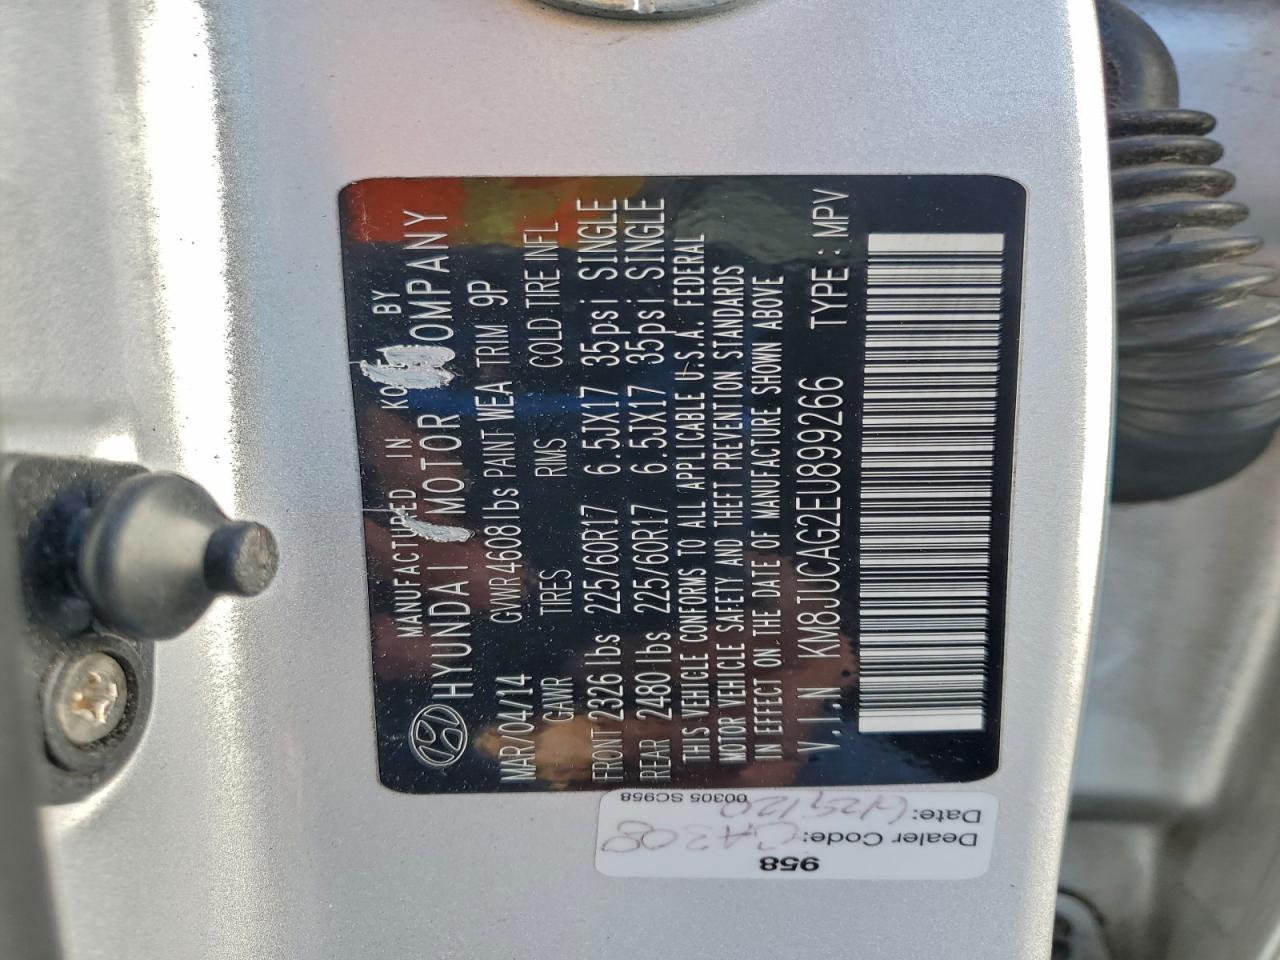 MANUFACTURED IN BY
HYUNDAI MOTOR COMPANY
MAR/04/14 GVWR 4608 lbs PAINT WEA TRIM 9P
GAWR TIRES RMS COLD TIRE INFL
FRONT 2326 lbs 225/60R17 6.5JX17 35psi SINGLE
REAR 2480 lbs 225/60R17 6.5JX17 35psi SINGLE
THIS VEHICLE CONFORMS TO ALL APPLICABLE U.S.A. FEDERAL
MOTOR VEHICLE SAFETY AND THEFT PREVENTION STANDARDS
IN EFFECT ON THE DATE OF MANUFACTURE SHOWN ABOVE
V.I.N KM8JUCAG2EU899266 TYPE : MPV
958
Dealer Code: CA308
Date:
00305 SC958